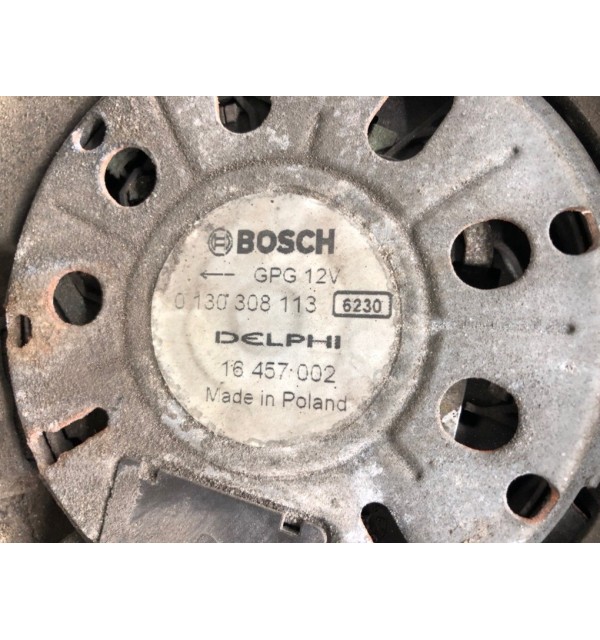 BOSCH
← GPG 12V
0 130 308 113 6230
DELPHI
16 457 002
Made in Poland